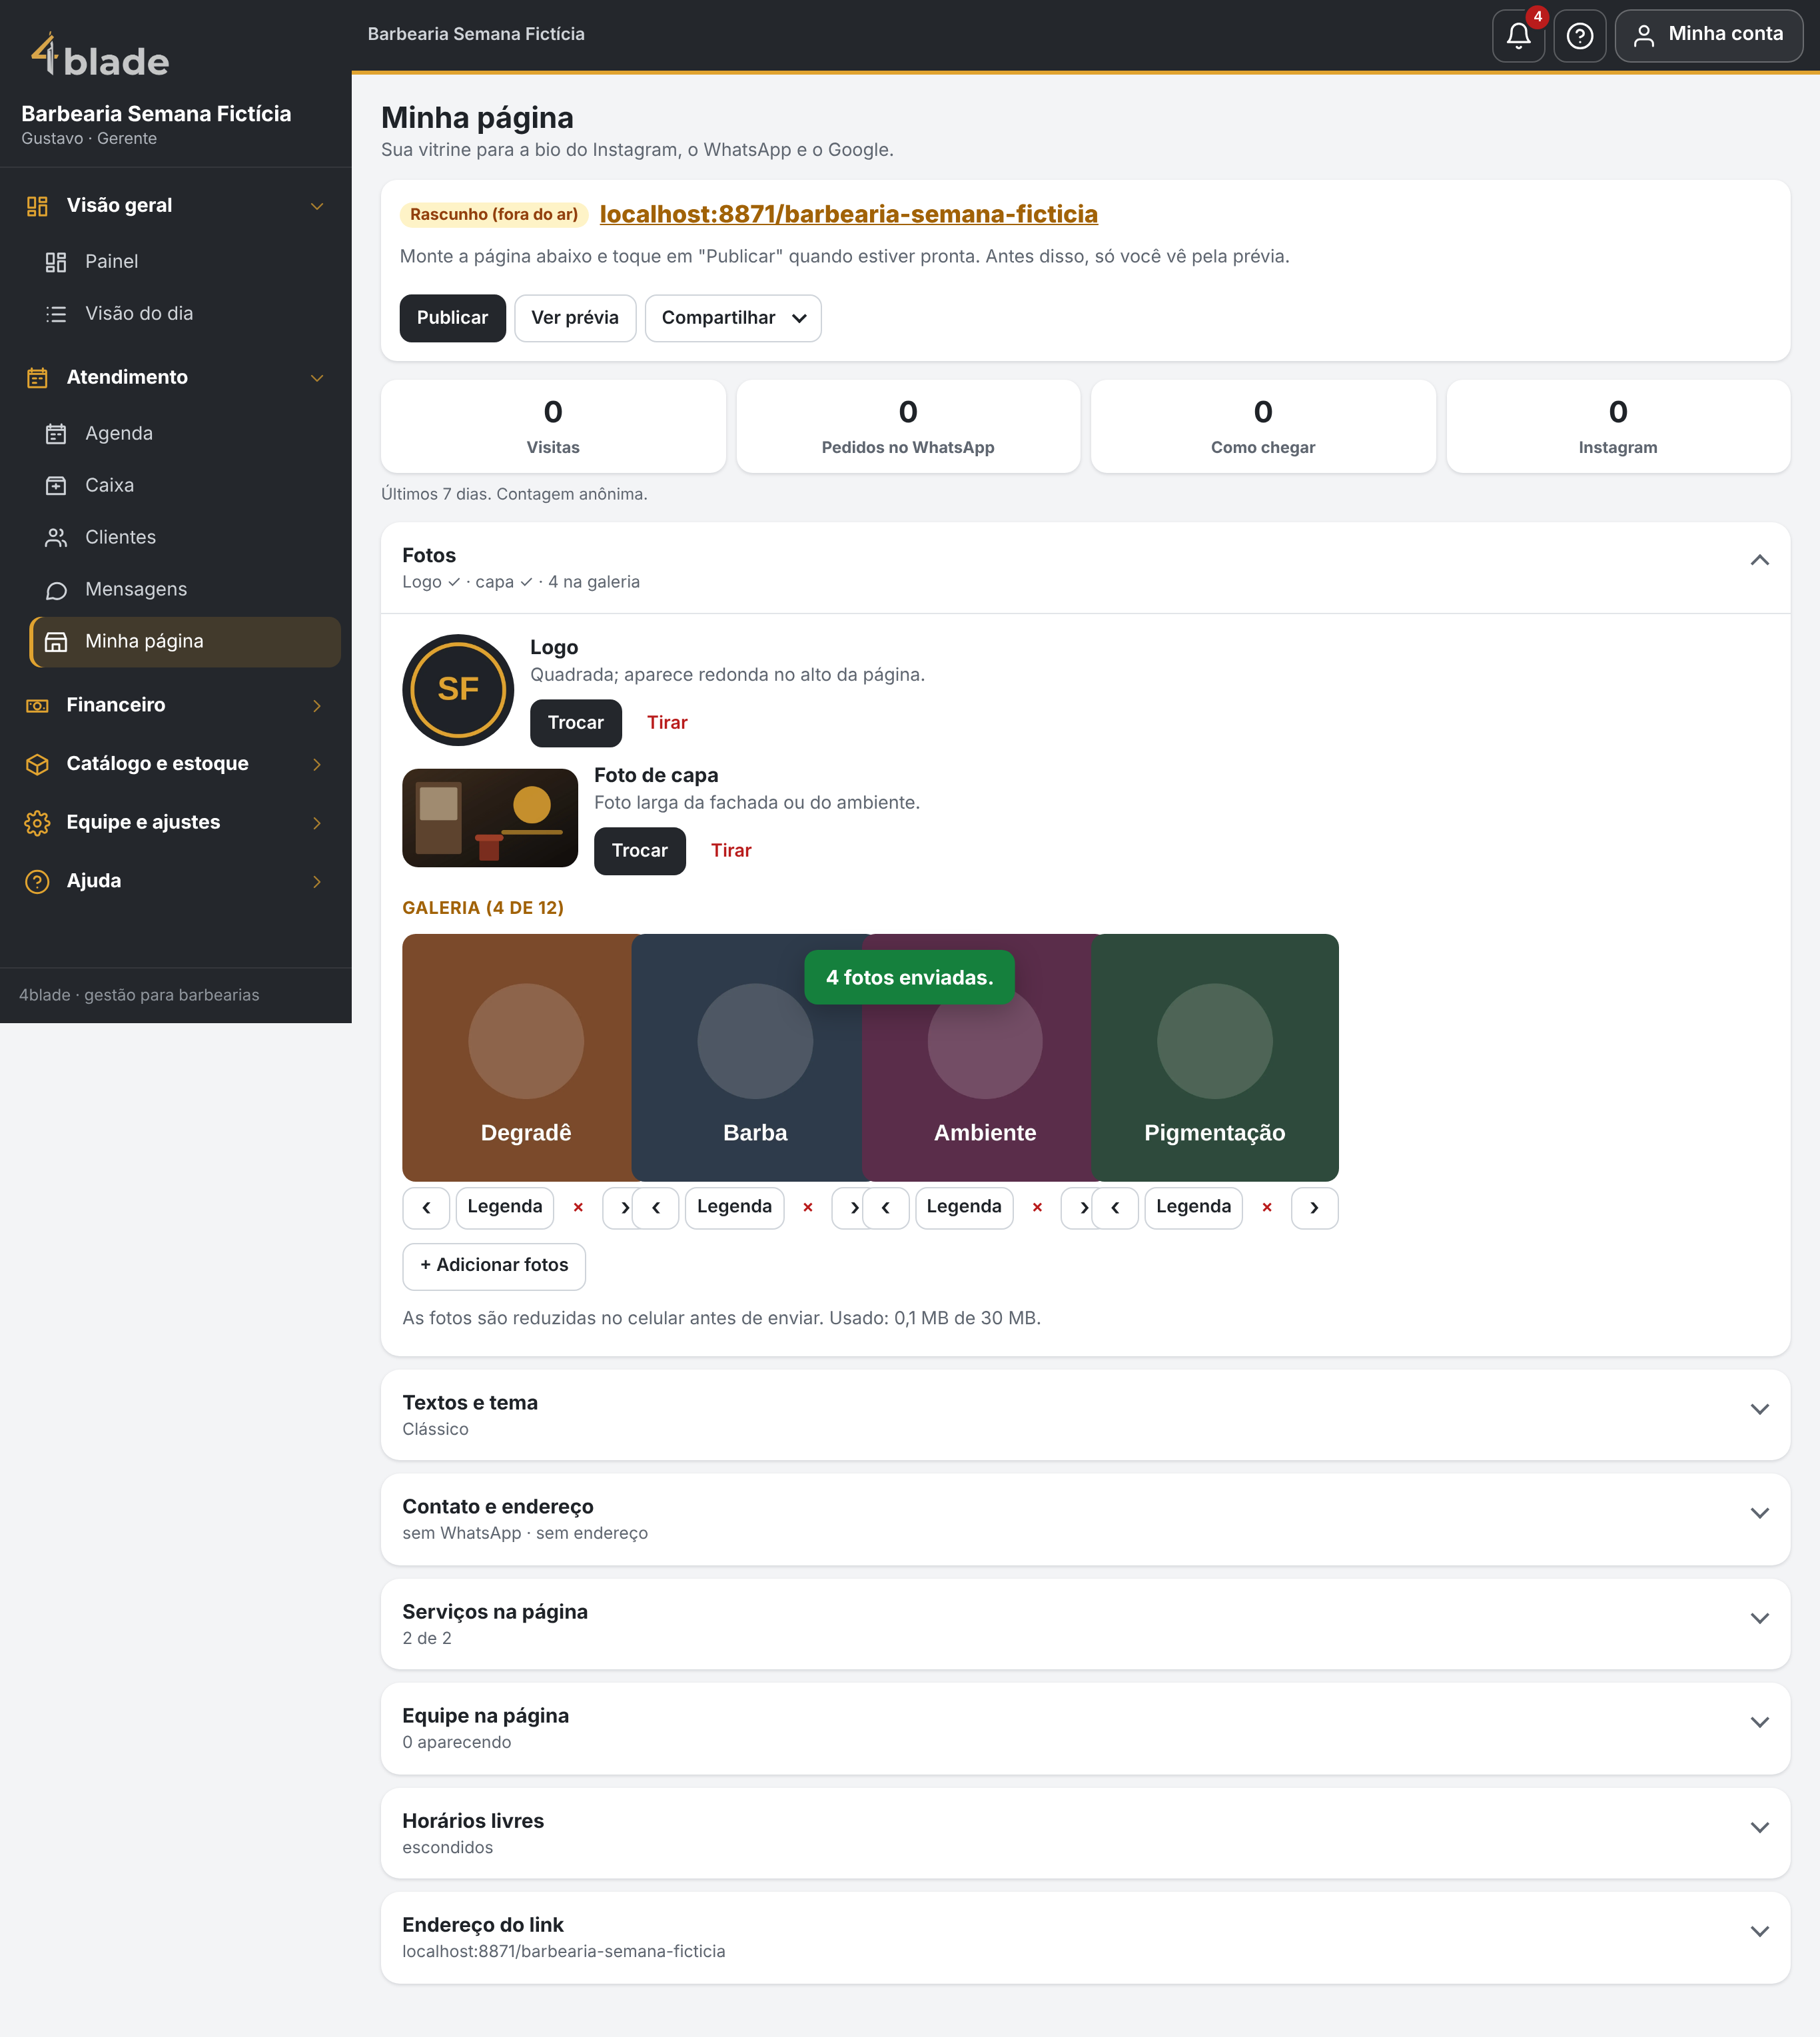 4blade
Barbearia Semana Fictícia
Gustavo · Gerente
Visão geral
Painel
Visão do dia
Atendimento
Agenda
Caixa
Clientes
Mensagens
Minha página
Financeiro
Catálogo e estoque
Equipe e ajustes
Ajuda
4blade · gestão para barbearias
Barbearia Semana Fictícia
4
Minha conta
Minha página
Sua vitrine para a bio do Instagram, o WhatsApp e o Google.
Rascunho (fora do ar) localhost:8871/barbearia-semana-ficticia
Monte a página abaixo e toque em "Publicar" quando estiver pronta. Antes disso, só você vê pela prévia.
Publicar Ver prévia Compartilhar
0 0 0 0
Visitas Pedidos no WhatsApp Como chegar Instagram
Últimos 7 dias. Contagem anônima.
Fotos
Logo ✓ · capa ✓ · 4 na galeria
SF
Logo
Quadrada; aparece redonda no alto da página.
Trocar Tirar
Foto de capa
Foto larga da fachada ou do ambiente.
Trocar Tirar
GALERIA (4 DE 12)
4 fotos enviadas.
Degradê Barba Ambiente Pigmentação
‹ Legenda × › ‹ Legenda × › ‹ Legenda × › ‹ Legenda × ›
+ Adicionar fotos
As fotos são reduzidas no celular antes de enviar. Usado: 0,1 MB de 30 MB.
Textos e tema
Clássico
Contato e endereço
sem WhatsApp · sem endereço
Serviços na página
2 de 2
Equipe na página
0 aparecendo
Horários livres
escondidos
Endereço do link
localhost:8871/barbearia-semana-ficticia